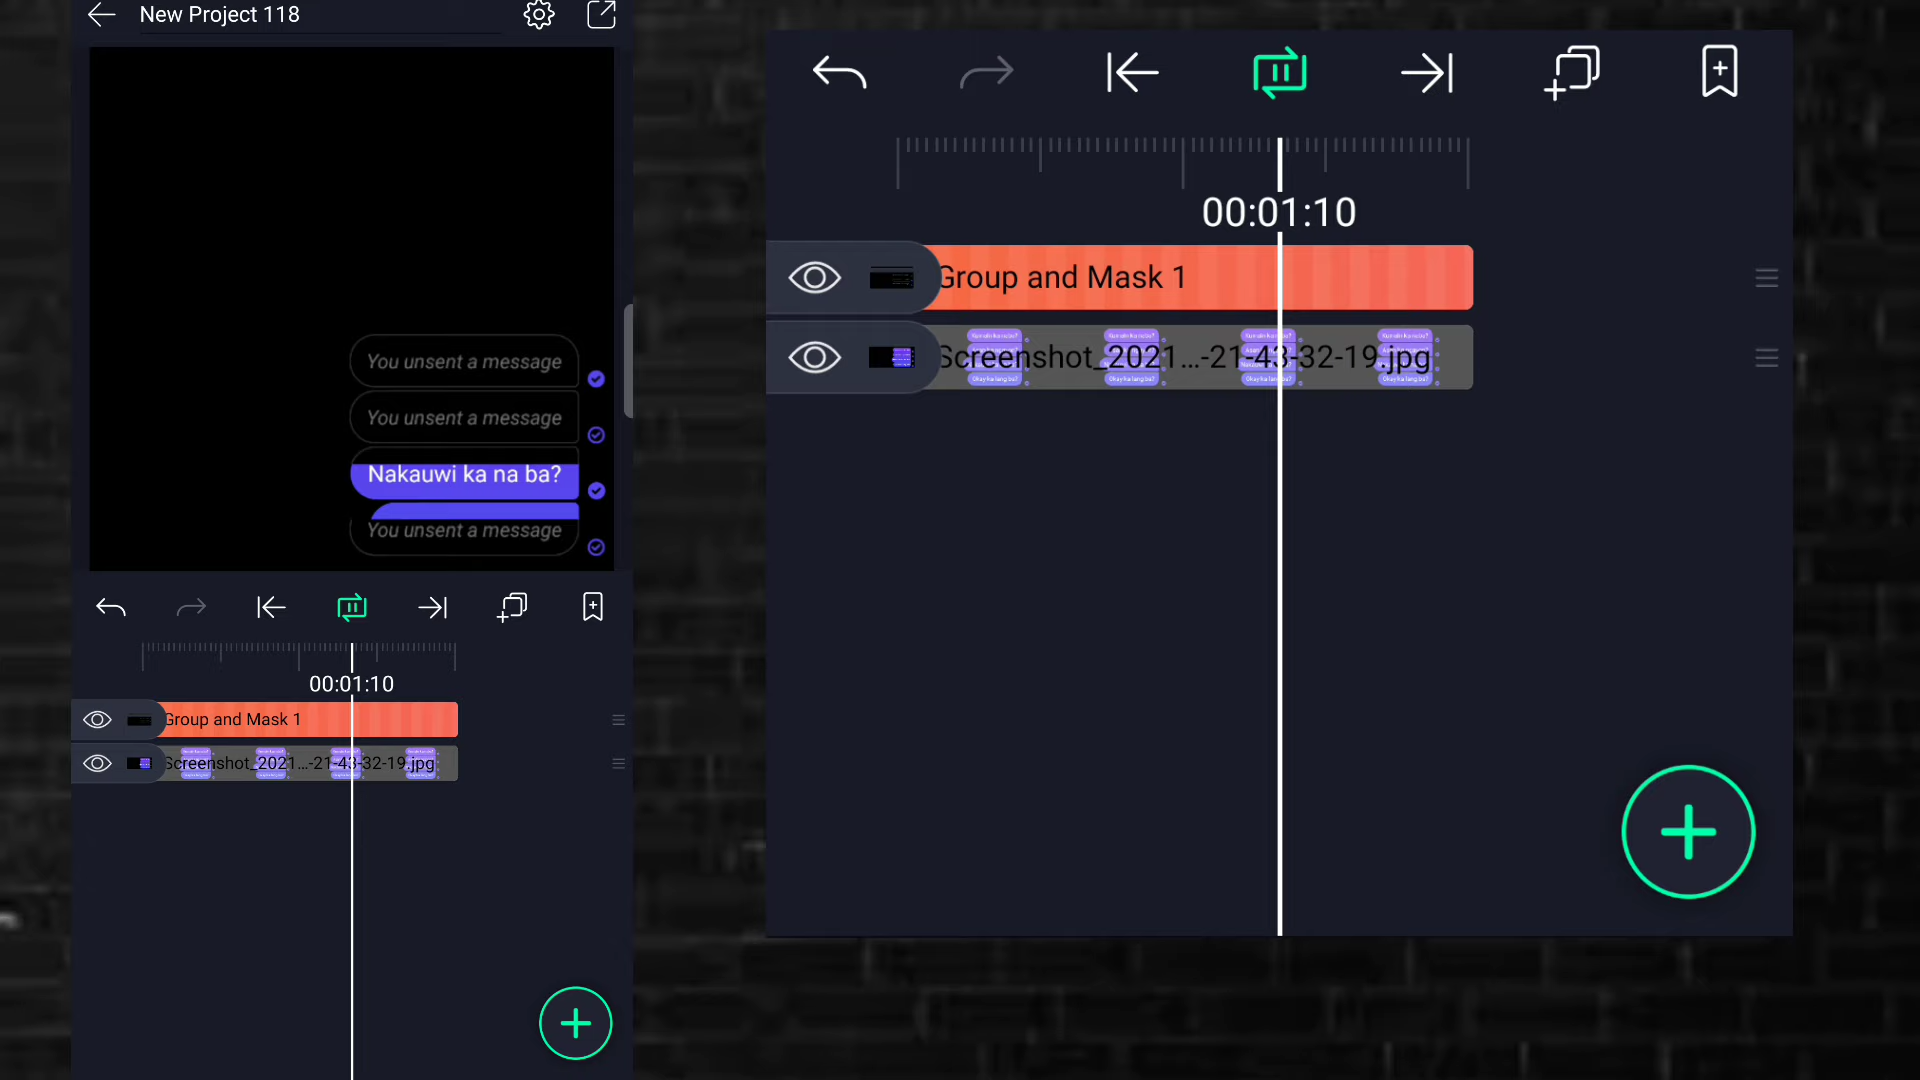 New Project 118
You unsent a message
You unsent a message
Nakauwi ka na ba?
You unsent a message
00:01:10
Group and Mask 1
Screenshot_2021...-21-43-32-19.jpg
00:01:10
Group and Mask 1
Screenshot_2021...-21-43-32-19.jpg